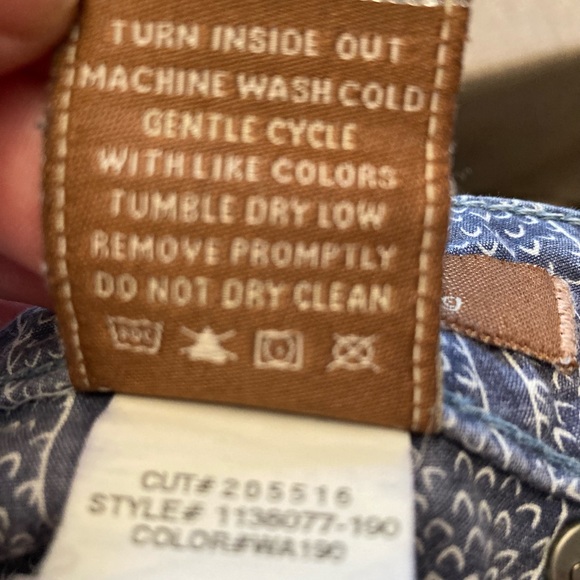 TURN INSIDE OUT
MACHINE WASH COLD
GENTLE CYCLE
WITH LIKE COLORS
TUMBLE DRY LOW
REMOVE PROMPTLY
DO NOT DRY CLEAN
CUT# 205516
STYLE# 1138077-190
COLOR#WA190